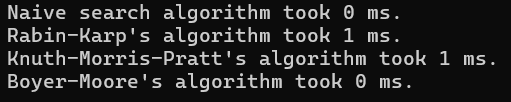 Naive search algorithm took 0 ms.
Rabin-Karp's algorithm took 1 ms.
Knuth-Morris-Pratt's algorithm took 1 ms.
Boyer-Moore's algorithm took 0 ms.